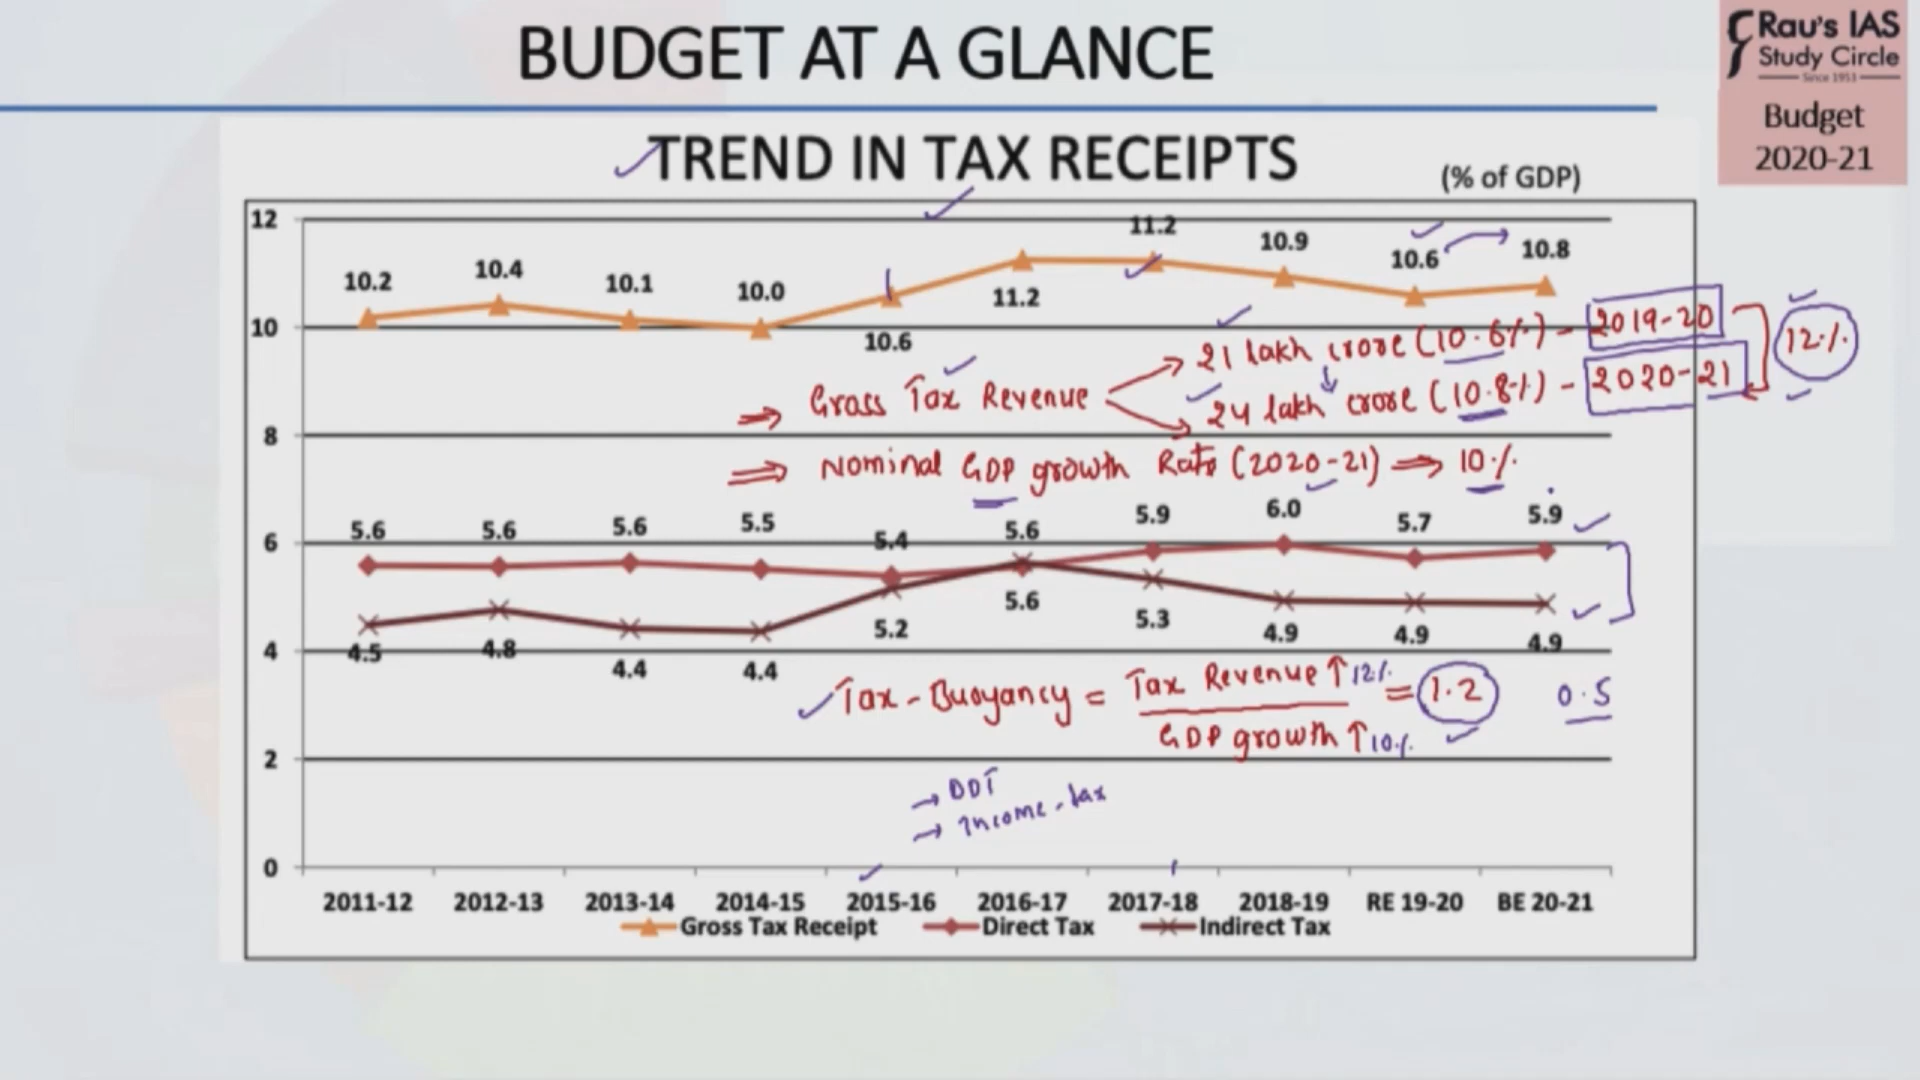 BUDGET AT A GLANCE
Rau's IAS
Study Circle
Since 1953
Budget
2020-21
TREND IN TAX RECEIPTS
(% of GDP)
12
11.2
10.9
10.6
10.8
10.2
10.4
10.1
10.0
11.2
10
10.6
21 lakh crore (10.6%) - 2019-20
12%
Gross Tax Revenue
24 lakh crore (10.8%) - 2020-21
8
Nominal GDP growth Rate (2020-21) ⇒ 10%
5.6 5.6 5.6 5.5 5.4 5.6 5.9 6.0 5.7 5.9
6
4.5 4.8 4.4 4.4 5.2 5.6 5.3 4.9 4.9 4.9
4
Tax-Buoyancy = Tax Revenue ↑ 12% = 1.2 0.5
GDP growth ↑ 10%
2
→ DDT
→ Income-tax
0
2011-12 2012-13 2013-14 2014-15 2015-16 2016-17 2017-18 2018-19 RE 19-20 BE 20-21
Gross Tax Receipt Direct Tax Indirect Tax